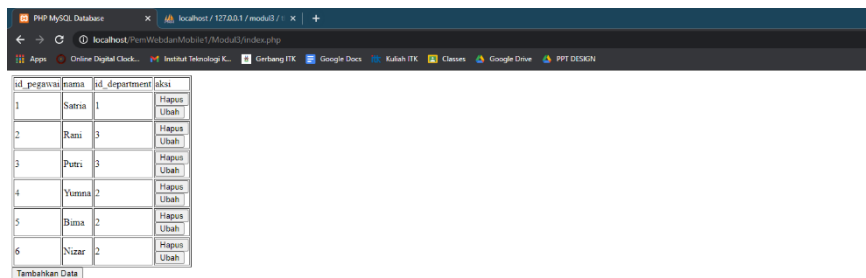 PHP MySQL Database
localhost / 127.0.0.1 / modul3 / t
localhost/PemWebdanMobile1/Modul3/index.php
Apps Online Digital Clock... Institut Teknologi K... Gerbang ITK Google Docs Kuliah ITK Classes Google Drive PPT DESIGN
id_pegawai nama id_department aksi
1 Satria 1 Hapus
Ubah
2 Rani 3 Hapus
Ubah
3 Putri 3 Hapus
Ubah
4 Yumna 2 Hapus
Ubah
5 Bima 2 Hapus
Ubah
6 Nizar 2 Hapus
Ubah
Tambahkan Data